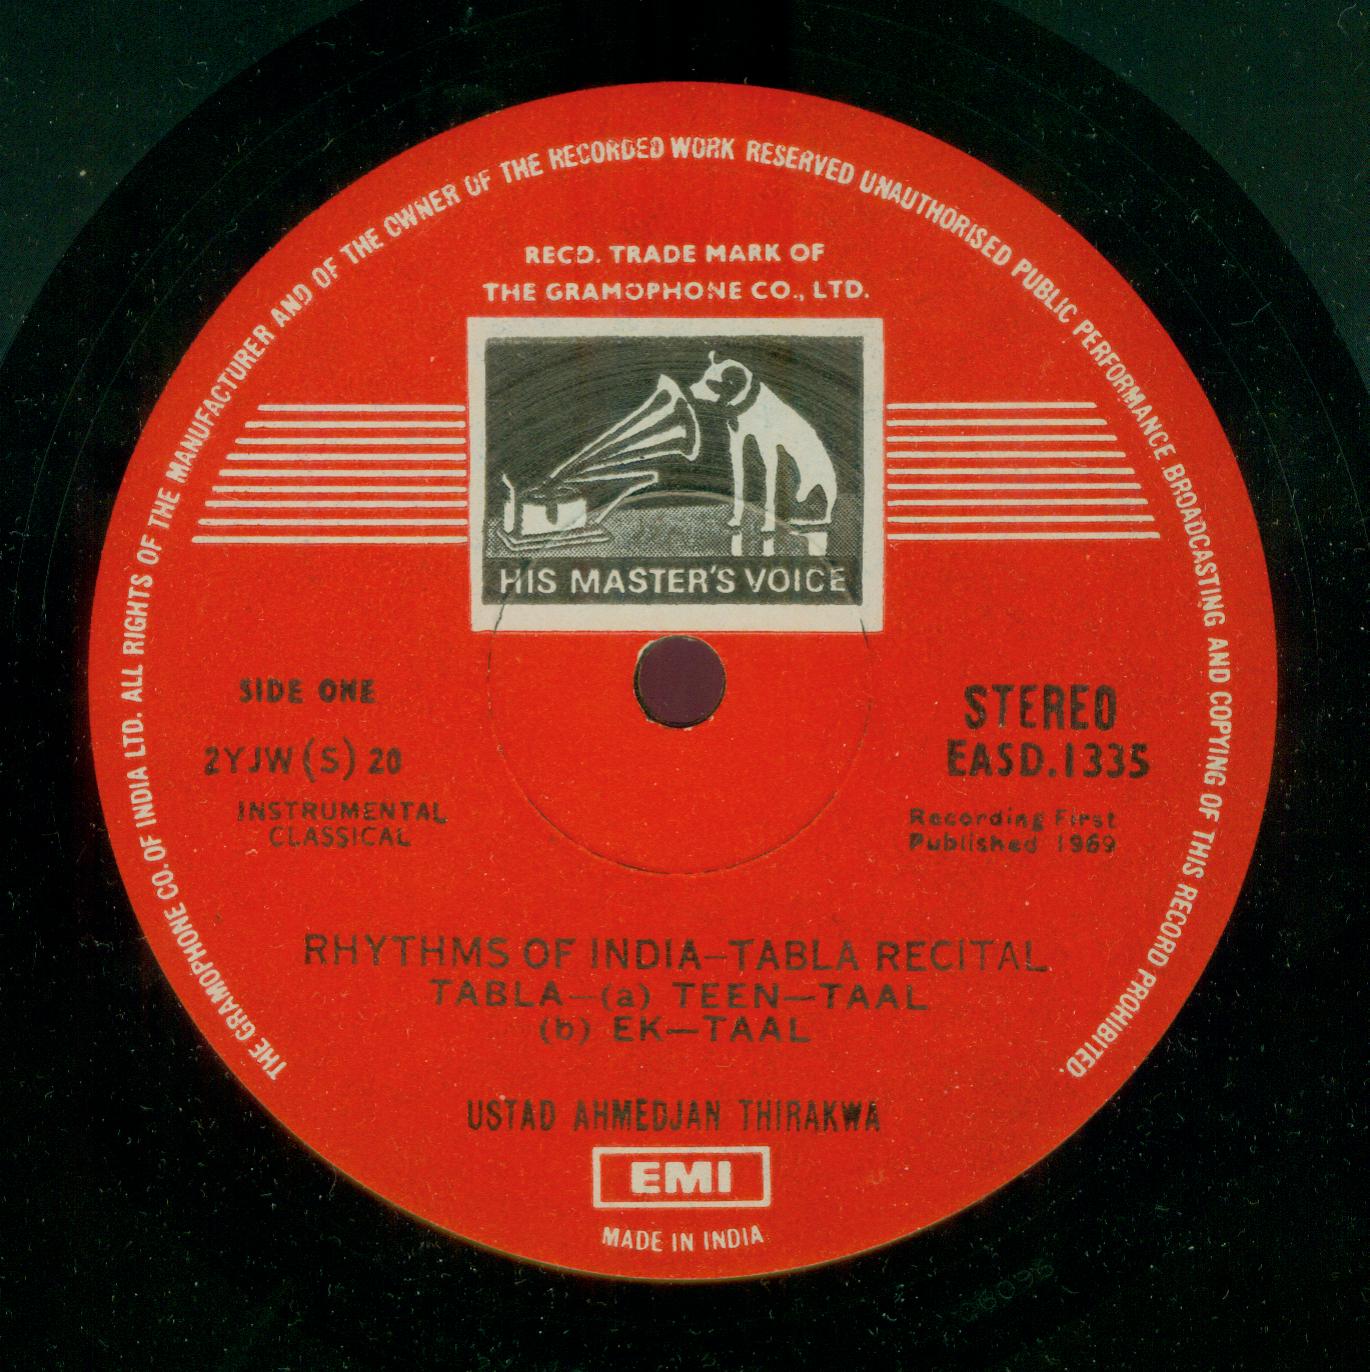 THE GRAMOPHONE CO. OF INDIA LTD. ALL RIGHTS OF THE MANUFACTURER AND OF THE OWNER OF THE RECORDED WORK RESERVED UNAUTHORISED PUBLIC PERFORMANCE BROADCASTING AND COPYING OF THIS RECORD PROHIBITED.
REGD. TRADE MARK OF
THE GRAMOPHONE CO., LTD.
HIS MASTER'S VOICE
SIDE ONE
2YJW (S) 20
INSTRUMENTAL
CLASSICAL
STEREO
EASD.1335
Recording First
Published 1969
RHYTHMS OF INDIA—TABLA RECITAL
TABLA—(a) TEEN—TAAL
(b) EK—TAAL
USTAD AHMEDJAN THIRAKWA
EMI
MADE IN INDIA